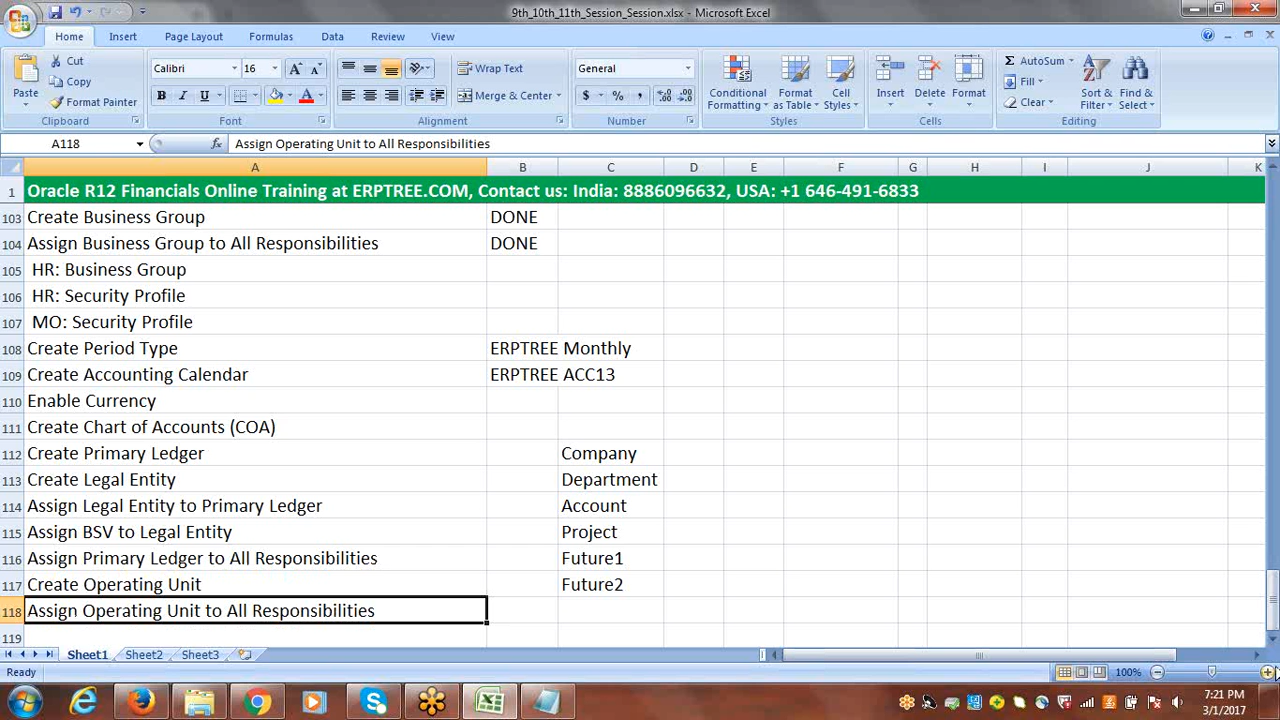 9th_10th_11th_Session_Session.xlsx - Microsoft Excel
Home Insert Page Layout Formulas Data Review View
Paste
Cut
Copy
Format Painter
Clipboard
Calibri 16
B I U
Font
Wrap Text
Merge & Center
Alignment
General
$ % ,
Number
Conditional Formatting
Format as Table
Cell Styles
Styles
Insert Delete Format
Cells
Σ AutoSum
Fill
Clear
Sort & Filter
Find & Select
Editing
A118 fx Assign Operating Unit to All Responsibilities
A B C D E F G H I J K
1 Oracle R12 Financials Online Training at ERPTREE.COM, Contact us: India: 8886096632, USA: +1 646-491-6833
103 Create Business Group DONE
104 Assign Business Group to All Responsibilities DONE
105 HR: Business Group
106 HR: Security Profile
107 MO: Security Profile
108 Create Period Type ERPTREE Monthly
109 Create Accounting Calendar ERPTREE ACC13
110 Enable Currency
111 Create Chart of Accounts (COA)
112 Create Primary Ledger Company
113 Create Legal Entity Department
114 Assign Legal Entity to Primary Ledger Account
115 Assign BSV to Legal Entity Project
116 Assign Primary Ledger to All Responsibilities Future1
117 Create Operating Unit Future2
118 Assign Operating Unit to All Responsibilities
119
Sheet1 Sheet2 Sheet3
Ready 100%
7:21 PM
3/1/2017